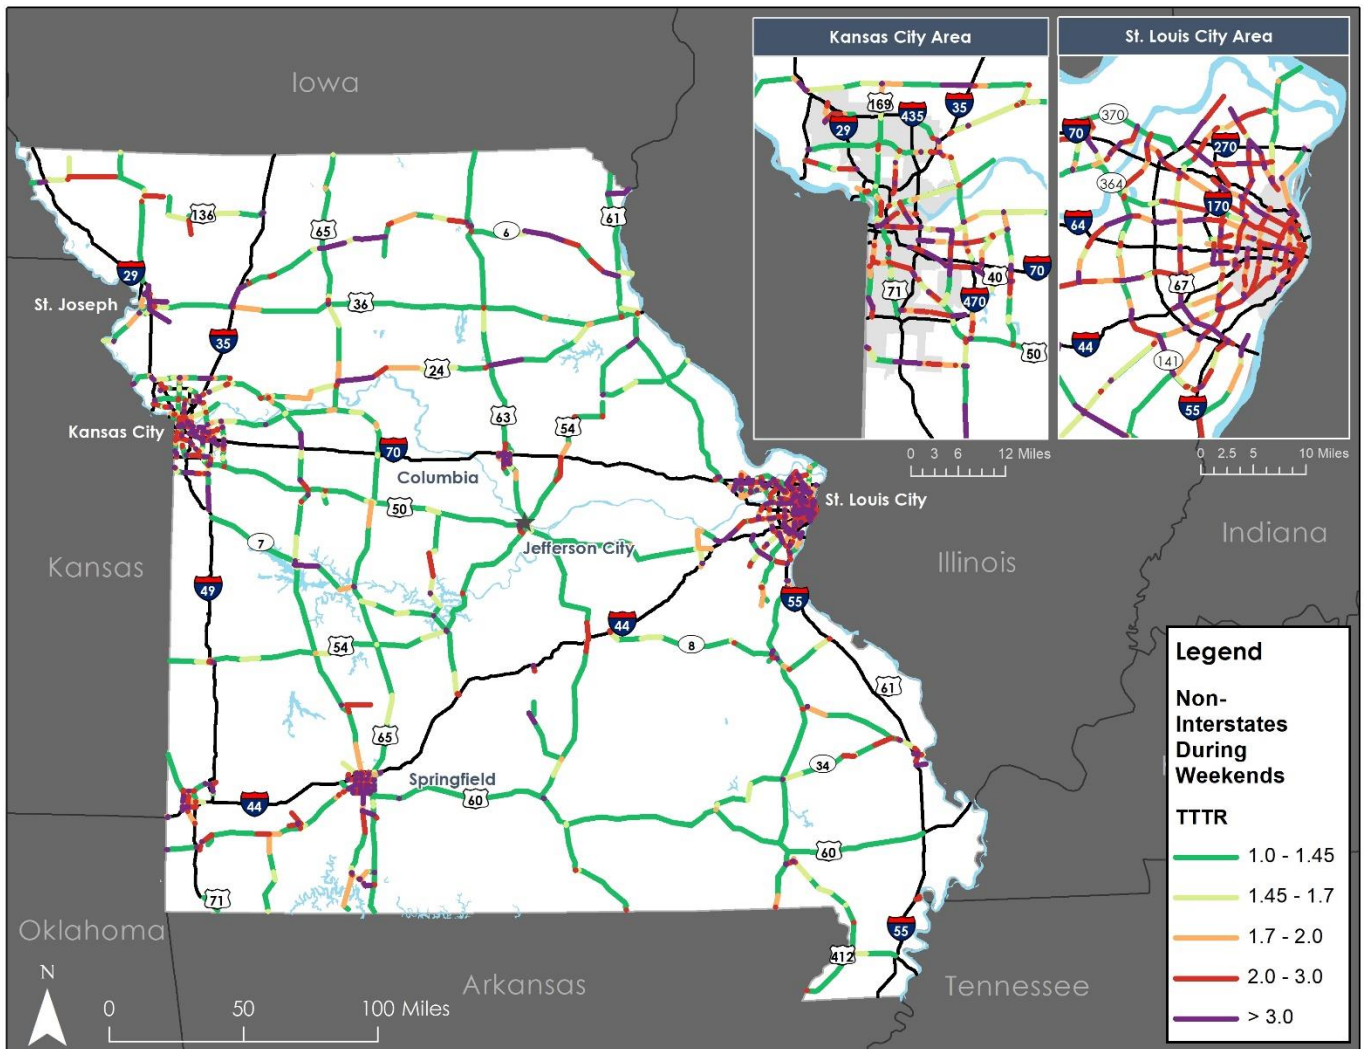 Kansas City Area
St. Louis City Area
Iowa
169
435
35
29
370
70
270
364
170
64
136
65
6
61
29
70
40
71
470
67
St. Joseph
36
50
44
141
35
55
24
Kansas City
63
54
0 3 6 12 Miles
0 2.5 5 10 Miles
70
Columbia
St. Louis City
50
Indiana
Jefferson City
7
Illinois
Kansas
49
55
44
54
8
Legend
61
Non-
Interstates
During
Weekends
65
34
Springfield
60
44
TTTR
60
1.0 - 1.45
71
1.45 - 1.7
Oklahoma
55
1.7 - 2.0
412
N
Arkansas
Tennessee
2.0 - 3.0
0 50 100 Miles
> 3.0